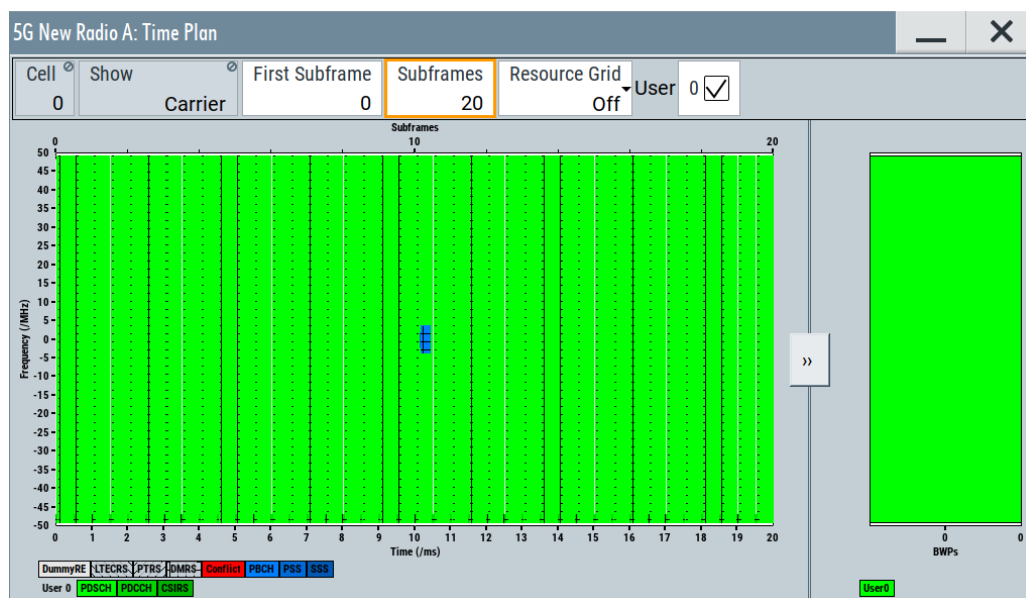 5G New Radio A: Time Plan
Cell Show First Subframe Subframes Resource Grid User 0
0 Carrier 0 20 Off
Subframes
0 10 20
50
45
40
35
30
25
20
15
10
5
0
-5
-10
-15
-20
-25
-30
-35
-40
-45
-50
Frequency (/MHz)
0 1 2 3 4 5 6 7 8 9 10 11 12 13 14 15 16 17 18 19 20
Time (/ms)
»
0 0
BWPs
DummyRE LTECRS PTRS DMRS Conflict PBCH PSS SSS
User 0 PDSCH PDCCH CSIRS
User0